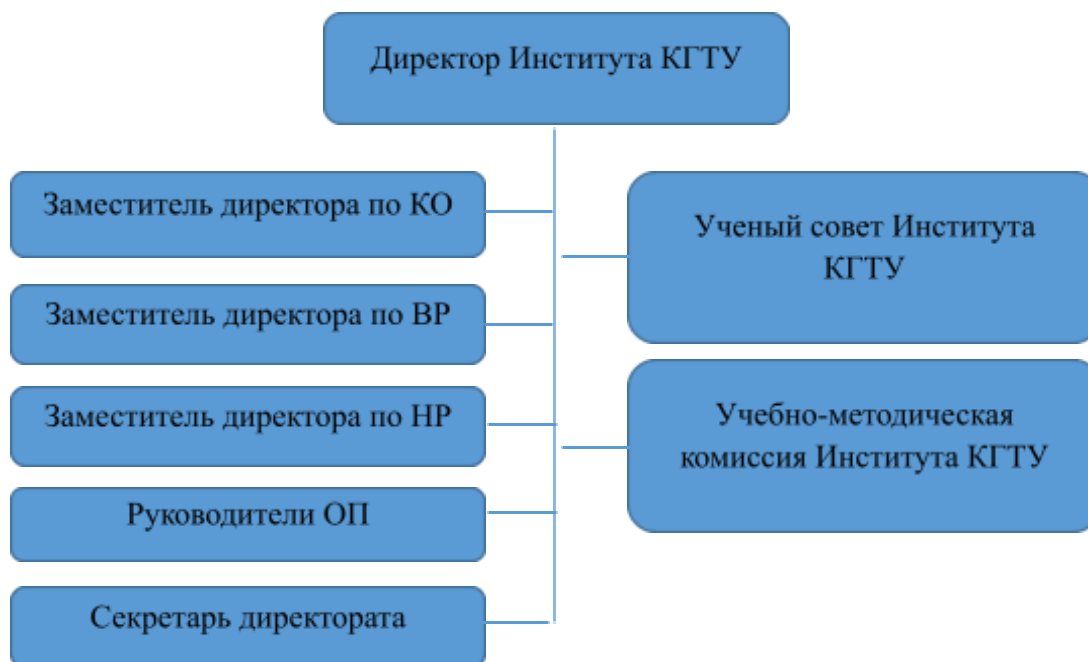 Директор Института КГТУ
Заместитель директора по КО
Заместитель директора по ВР
Заместитель директора по НР
Руководители ОП
Секретарь директората
Ученый совет Института
КГТУ
Учебно-методическая
комиссия Института КГТУ